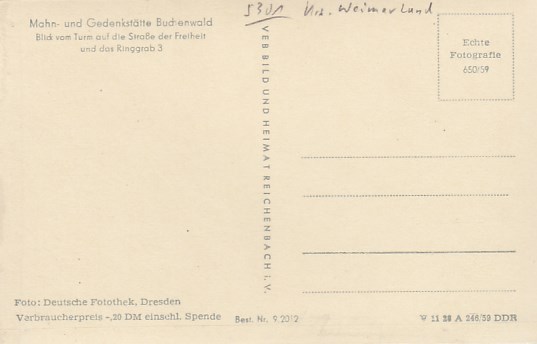 Mahn- und Gedenkstätte Buchenwald
Blick vom Turm auf die Straße der Freiheit
und das Ringgrab 3
5301 Krs. Weimar Land
Echte
Fotografie
650/59
VEB BILD UND HEIMAT REICHENBACH i. V.
Foto: Deutsche Fotothek, Dresden
Verbraucherpreis -,20 DM einschl. Spende
Best. Nr. 9.2012
V 11 28 A 246/59 DDR